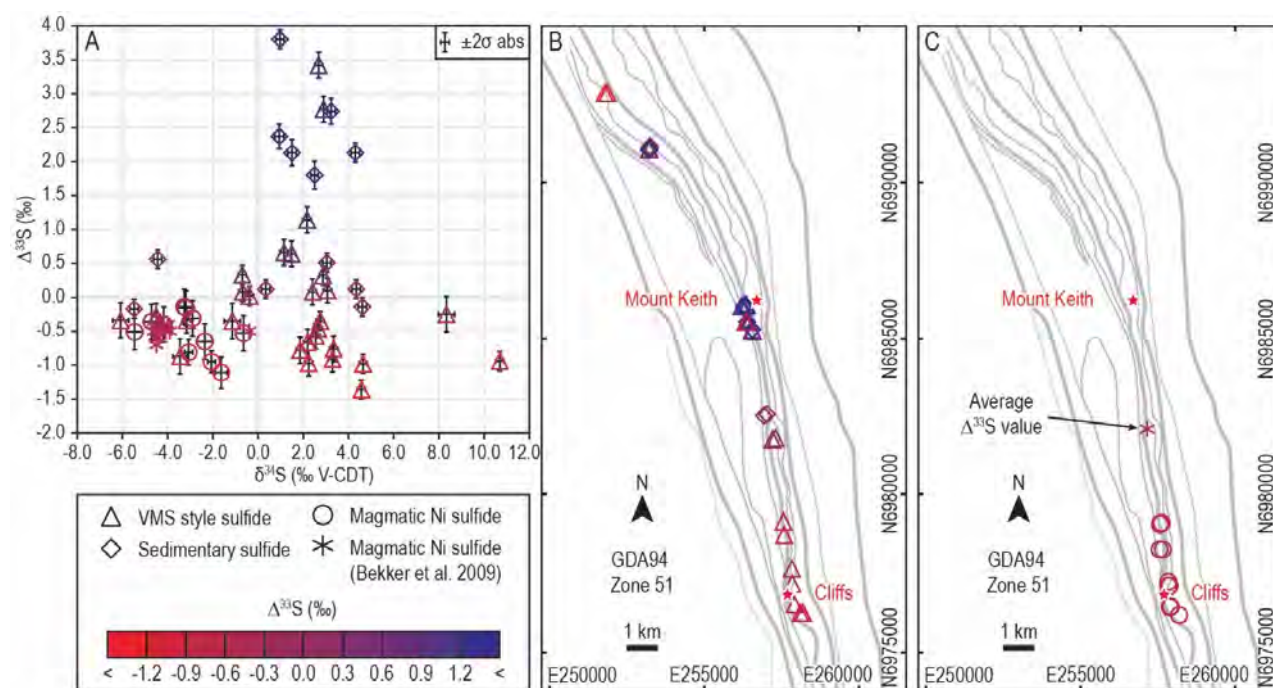 A
±2σ abs
4.0
3.5
3.0
2.5
2.0
1.5
1.0
0.5
0.0
-0.5
-1.0
-1.5
-2.0
Δ³³S (‰)
-8.0 -6.0 -4.0 -2.0 0.0 2.0 4.0 6.0 8.0 10.0 12.0
δ³⁴S (‰ V-CDT)
VMS style sulfide
Sedimentary sulfide
Magmatic Ni sulfide
Magmatic Ni sulfide
(Bekker et al. 2009)
Δ³³S (‰)
< -1.2 -0.9 -0.6 -0.3 0.0 0.3 0.6 0.9 1.2 <
B
Mount Keith
N
GDA94
Zone 51
1 km
Cliffs
N6990000
N6985000
N6980000
N6975000
E250000 E255000 E260000
C
Mount Keith
Average
Δ³³S value
N
GDA94
Zone 51
1 km
Cliffs
N6990000
N6985000
N6980000
N6975000
E250000 E255000 E260000